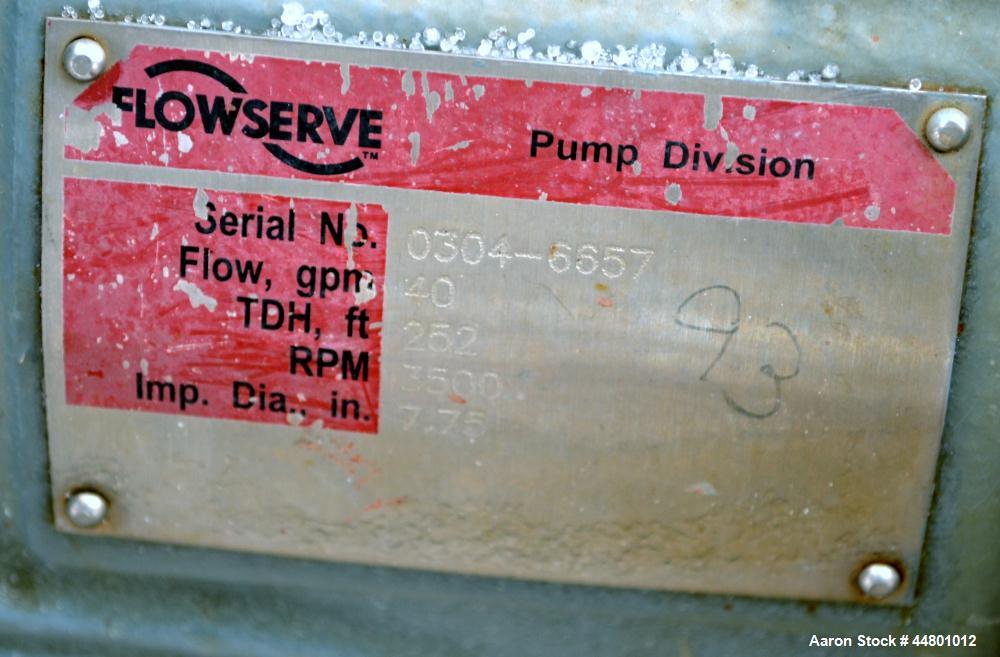 FLOWSERVE™
Pump Division
Serial No. 0304-6657
Flow, gpm 40
TDH, ft 252
RPM 3500
Imp. Dia., in. 7.75
93
Aaron Stock # 44801012